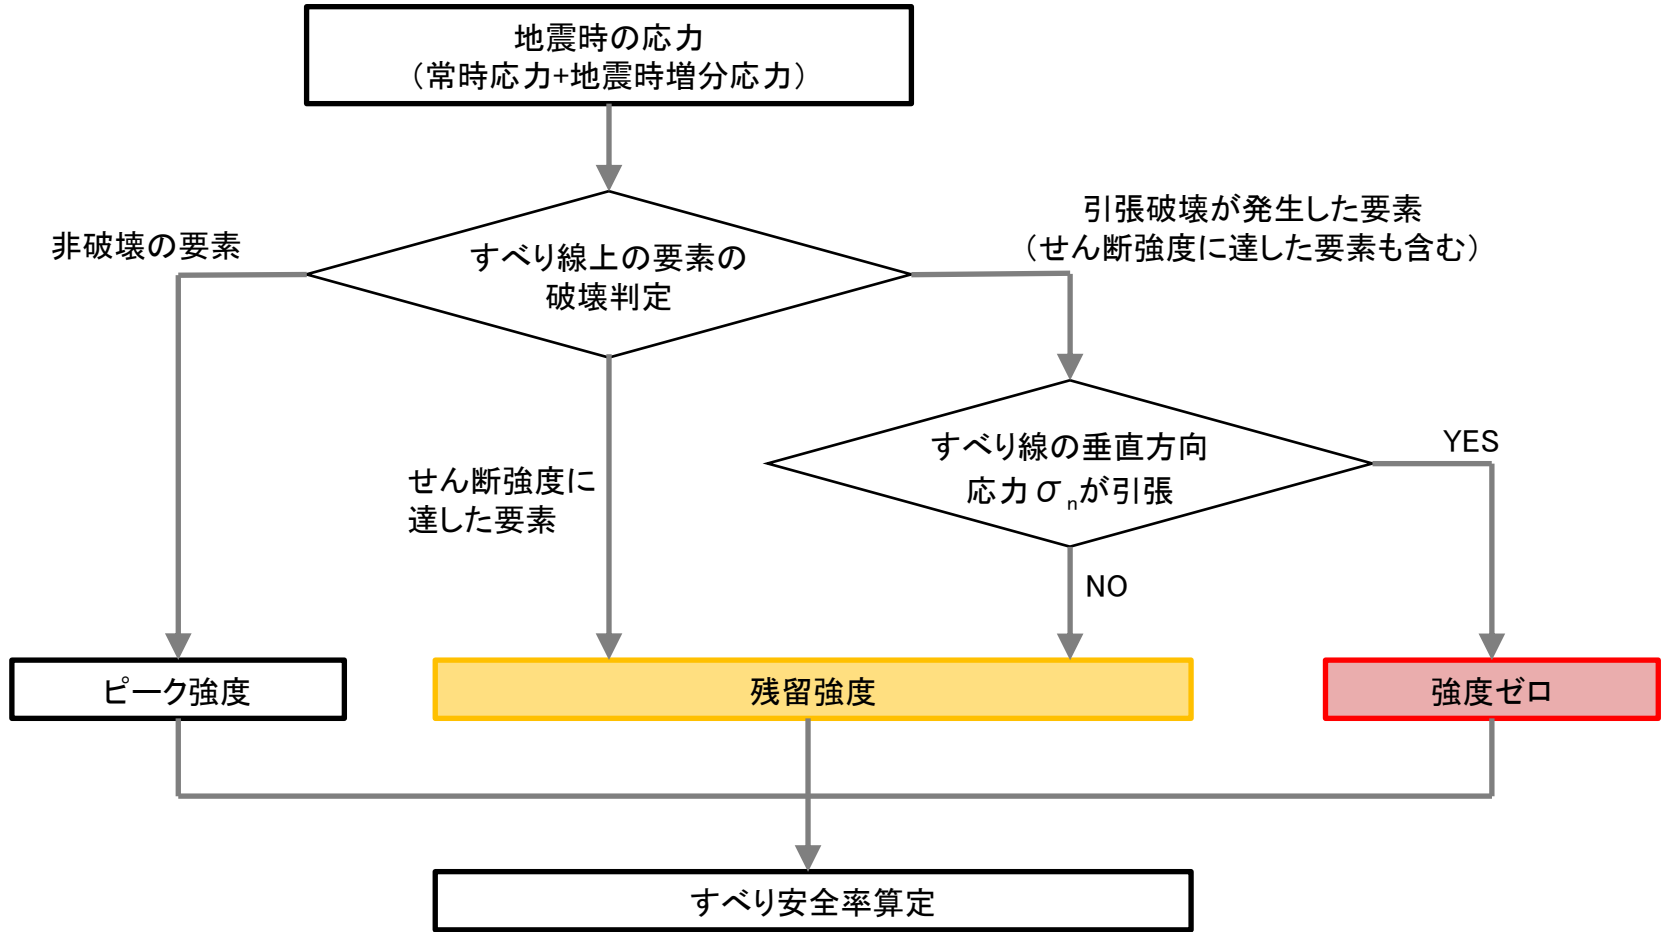 地震時の応力
（常時応力+地震時増分応力）
非破壊の要素
すべり線上の要素の
破壊判定
引張破壊が発生した要素
（せん断強度に達した要素も含む）
せん断強度に
達した要素
すべり線の垂直方向
応力σnが引張
YES
NO
ピーク強度
残留強度
強度ゼロ
すべり安全率算定